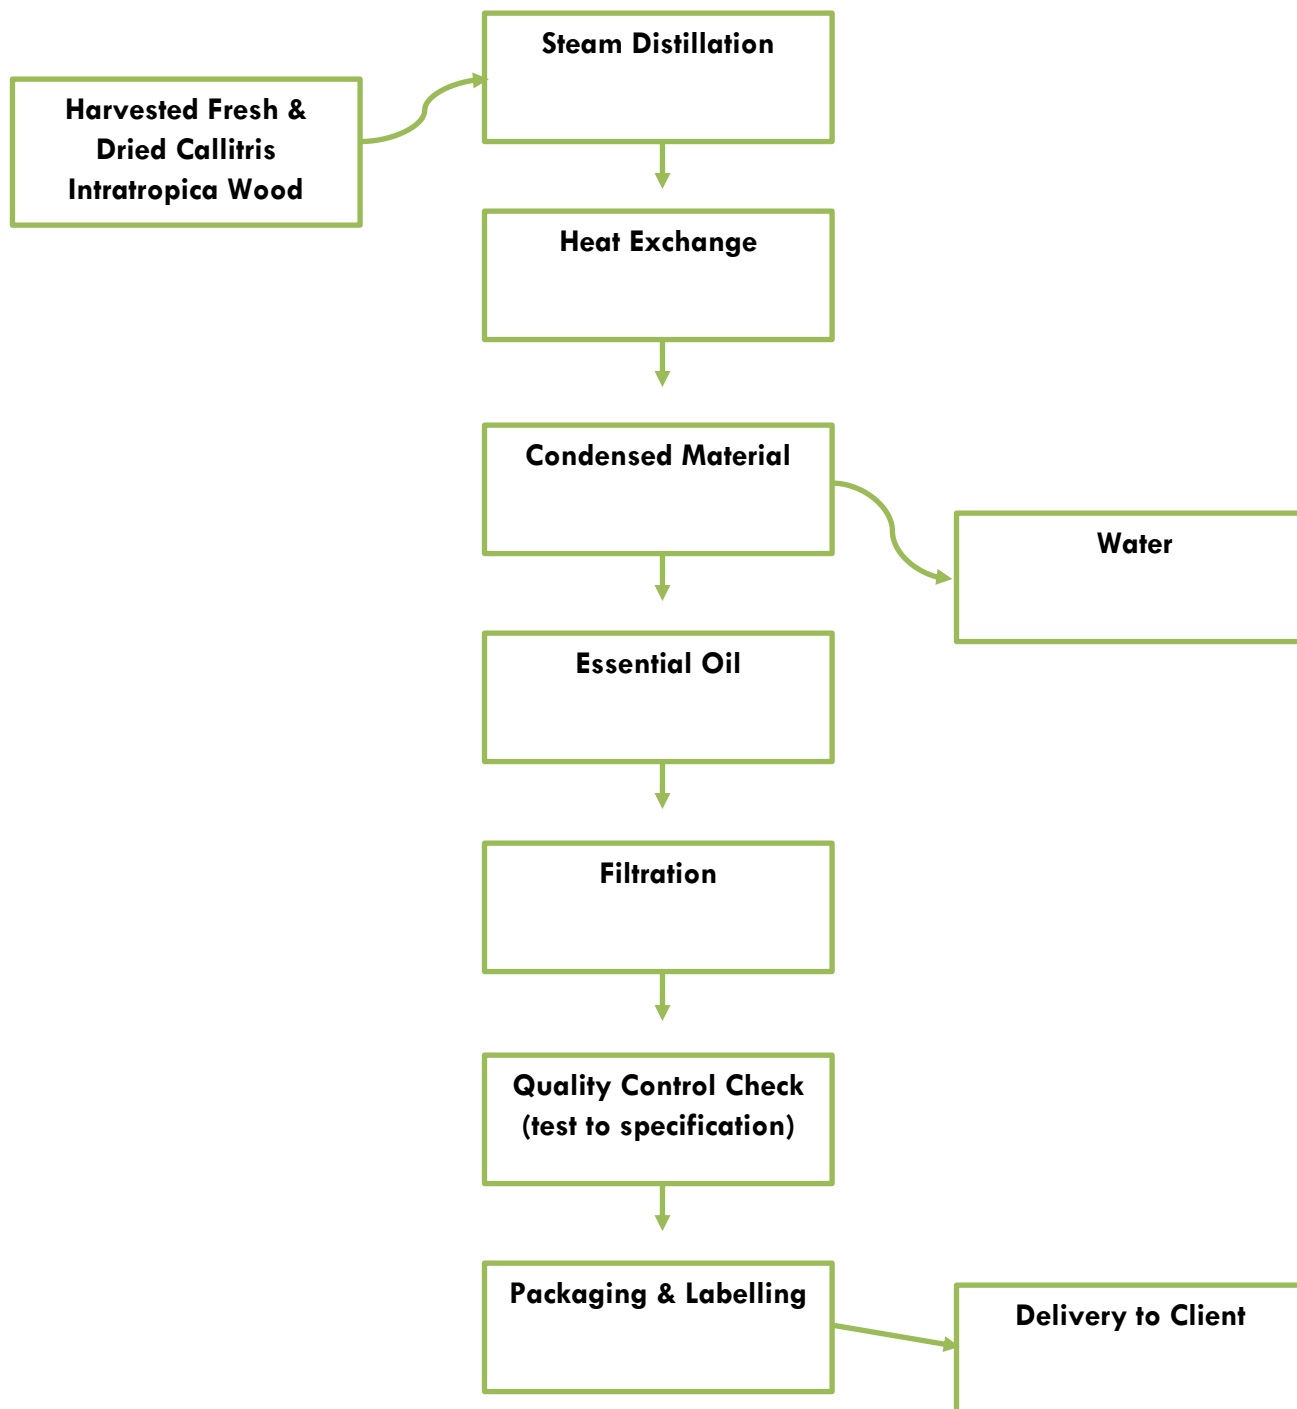 Steam Distillation
Harvested Fresh &
Dried Callitris
Intratropica Wood
Heat Exchange
Condensed Material
Water
Essential Oil
Filtration
Quality Control Check
(test to specification)
Packaging & Labelling
Delivery to Client